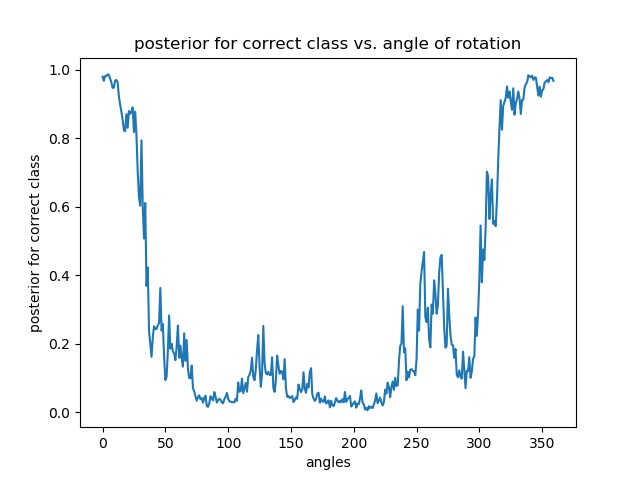 posterior for correct class vs. angle of rotation
1.0
0.8
0.6
0.4
0.2
0.0
posterior for correct class
0 50 100 150 200 250 300 350
angles